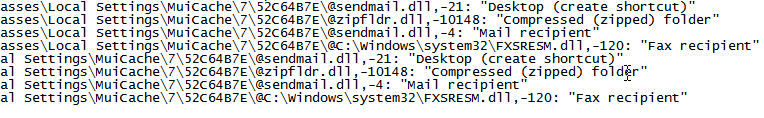 asses\Local Settings\MuiCache\7\52C64B7E\@sendmail.dll,-21: "Desktop (create shortcut)"
asses\Local Settings\MuiCache\7\52C64B7E\@zipfldr.dll,-10148: "Compressed (zipped) folder"
asses\Local Settings\MuiCache\7\52C64B7E\@sendmail.dll,-4: "Mail recipient"
asses\Local Settings\MuiCache\7\52C64B7E\@C:\Windows\system32\FXSRESM.dll,-120: "Fax recipient"
al Settings\MuiCache\7\52C64B7E\@sendmail.dll,-21: "Desktop (create shortcut)"
al Settings\MuiCache\7\52C64B7E\@zipfldr.dll,-10148: "Compressed (zipped) folder"
al Settings\MuiCache\7\52C64B7E\@sendmail.dll,-4: "Mail recipient"
al Settings\MuiCache\7\52C64B7E\@C:\Windows\system32\FXSRESM.dll,-120: "Fax recipient"